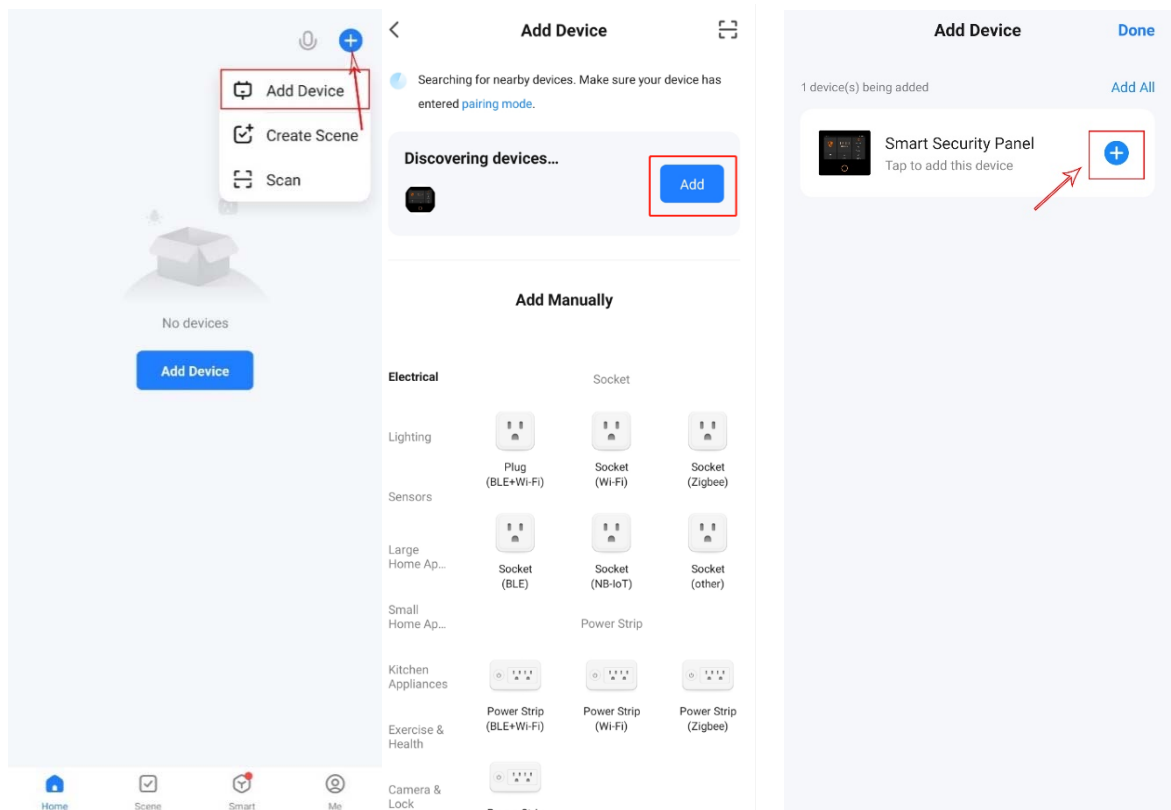 Add Device
Create Scene
Scan
No devices
Add Device
Home
Scene
Smart
Me
Add Device
Searching for nearby devices. Make sure your device has
entered pairing mode.
Discovering devices...
Add
Add Manually
Electrical
Lighting
Sensors
Large
Home Ap...
Small
Home Ap...
Kitchen
Appliances
Exercise &
Health
Camera &
Lock
Socket
Plug
(BLE+Wi-Fi)
Socket
(Wi-Fi)
Socket
(Zigbee)
Socket
(BLE)
Socket
(NB-IoT)
Socket
(other)
Power Strip
Power Strip
(BLE+Wi-Fi)
Power Strip
(Wi-Fi)
Power Strip
(Zigbee)
Add Device
Done
1 device(s) being added
Add All
Smart Security Panel
Tap to add this device